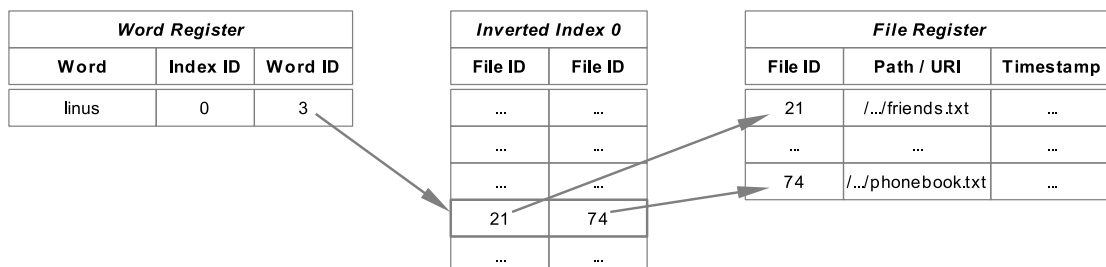 Word Register
Word Index ID Word ID
linus 0 3
Inverted Index 0
File ID File ID
... ...
... ...
... ...
21 74
... ...
File Register
File ID Path / URI Timestamp
21 /.../friends.txt ...
... ... ...
74 /.../phonebook.txt ...